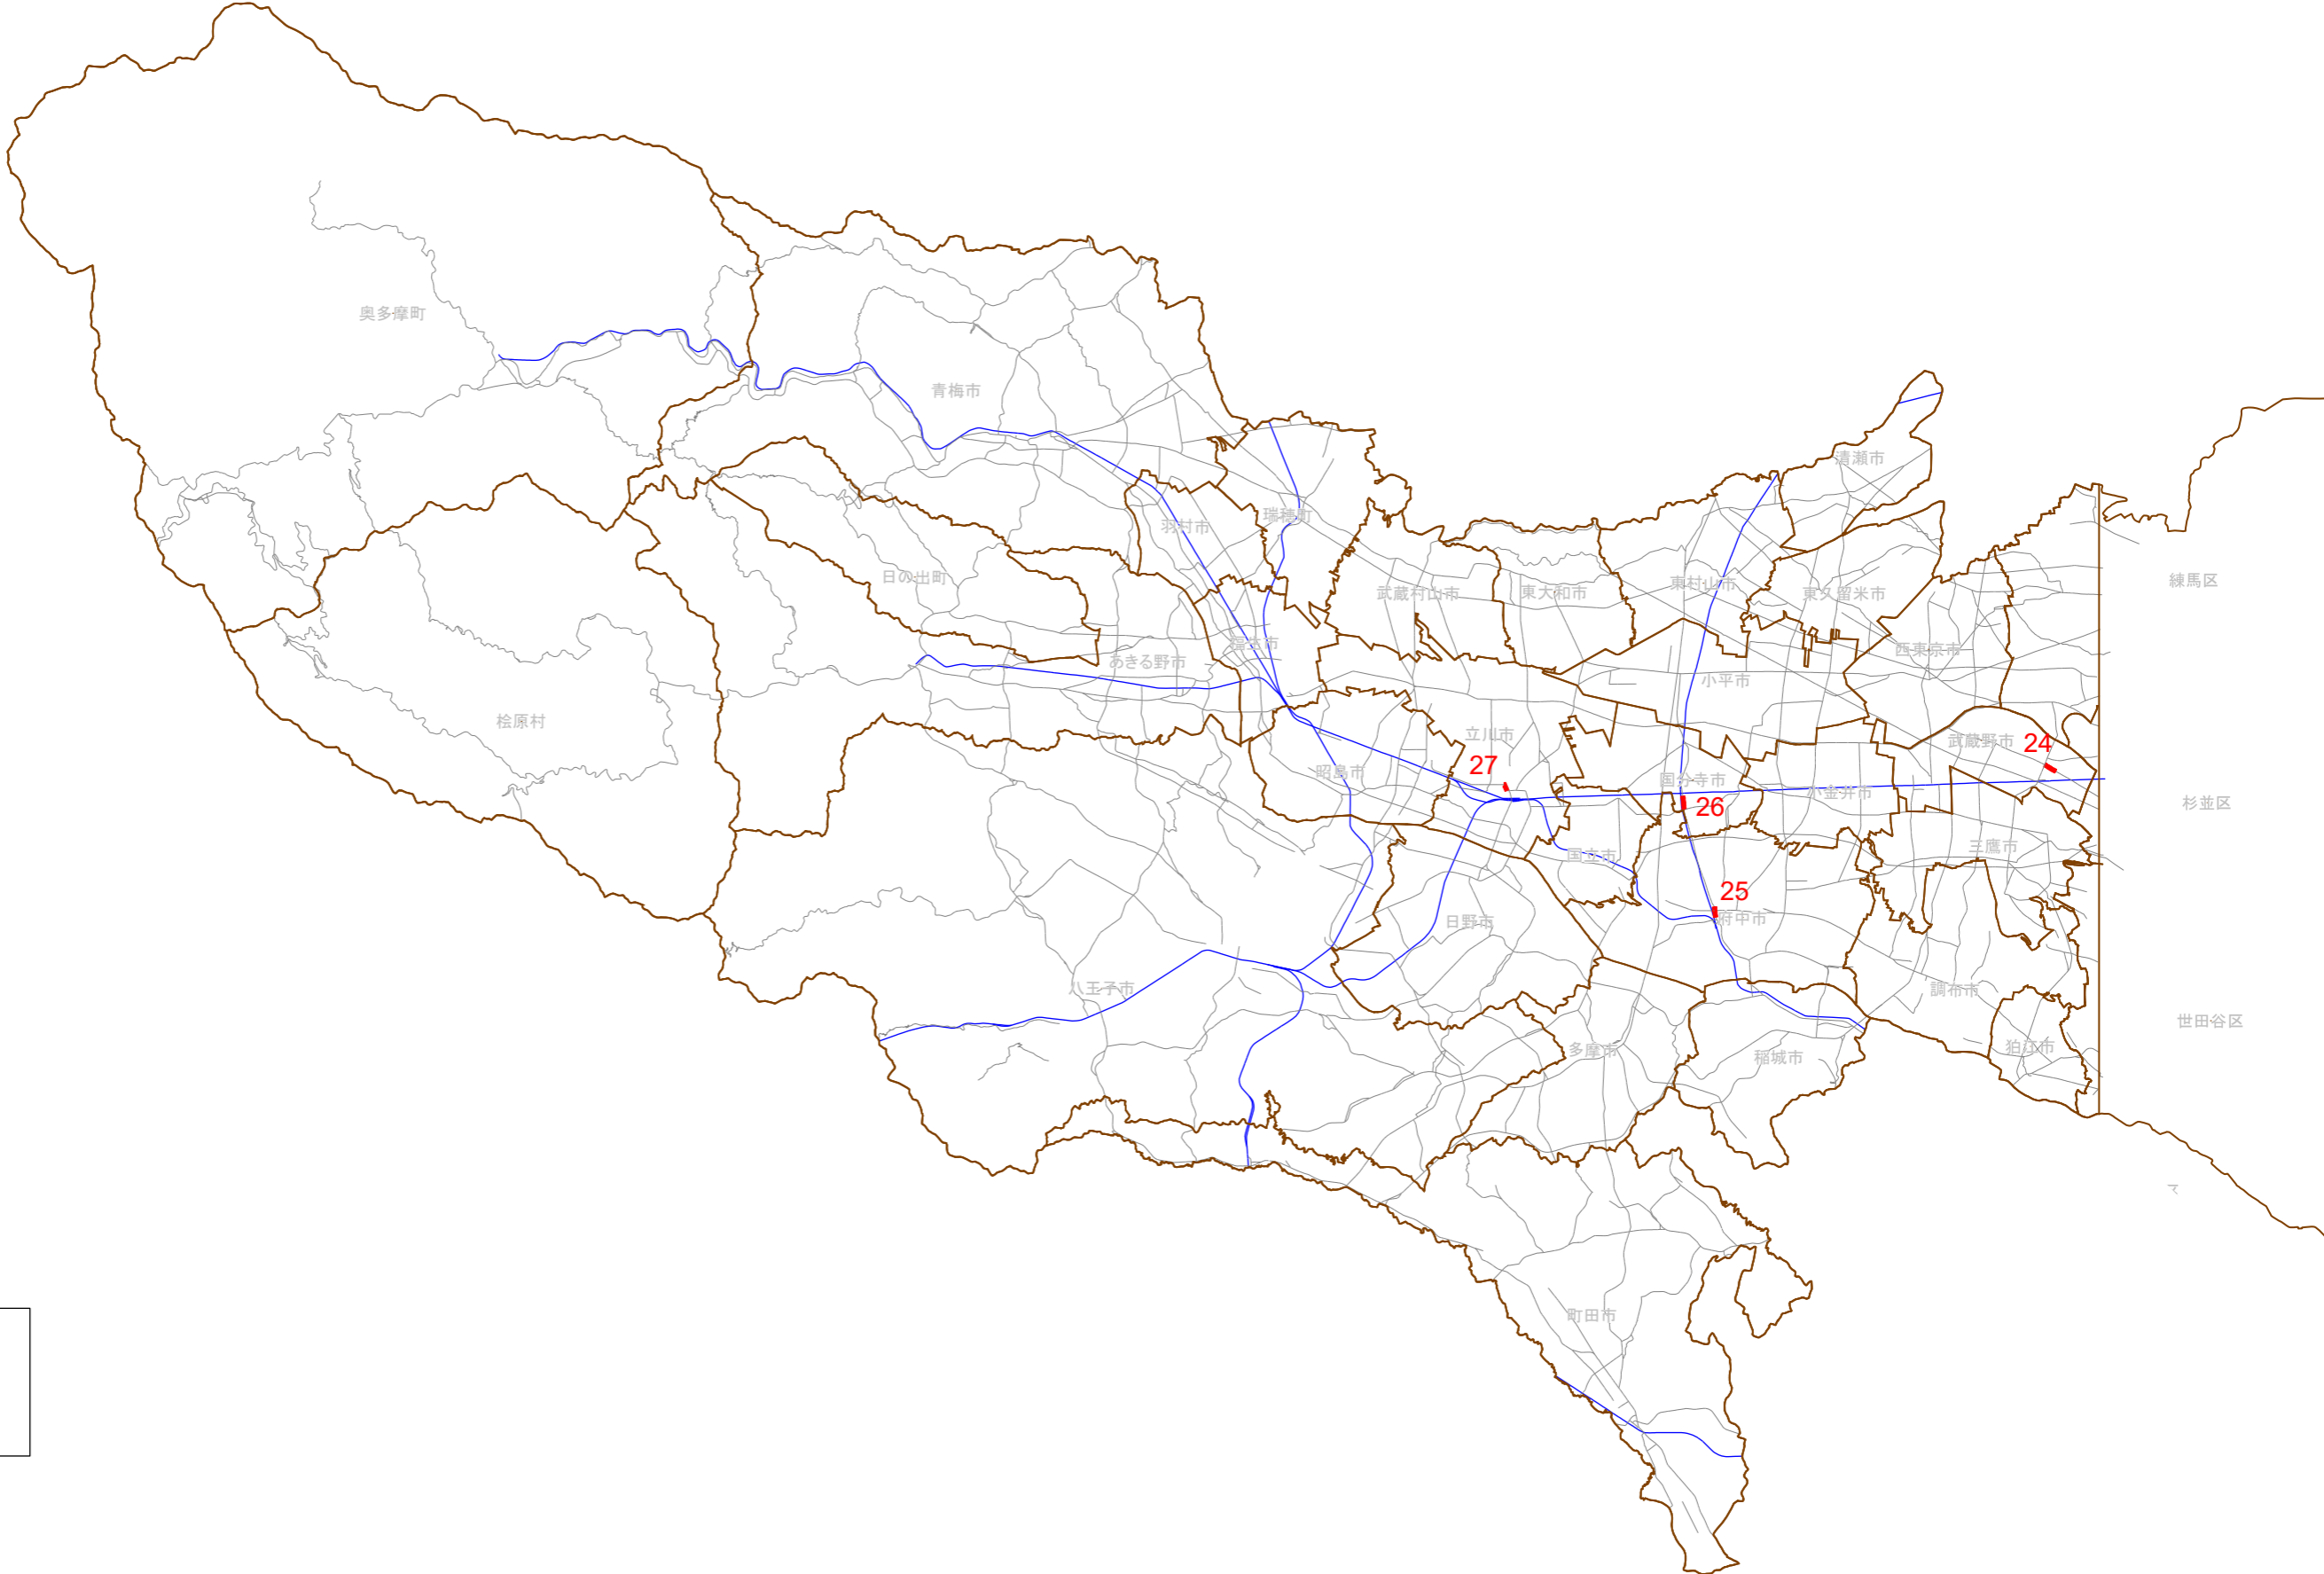 奥多摩町
青梅市
清瀬市
羽村市
瑞穂町
日の出町
武蔵村山市
東大和市
東村山市
東久留米市
練馬区
福生市
あきる野市
西東京市
小平市
桧原村
立川市
武蔵野市
24
27
昭島市
国分寺市
小金井市
杉並区
26
国立市
三鷹市
25
日野市
府中市
八王子市
調布市
世田谷区
多摩市
稲城市
狛江市
町田市